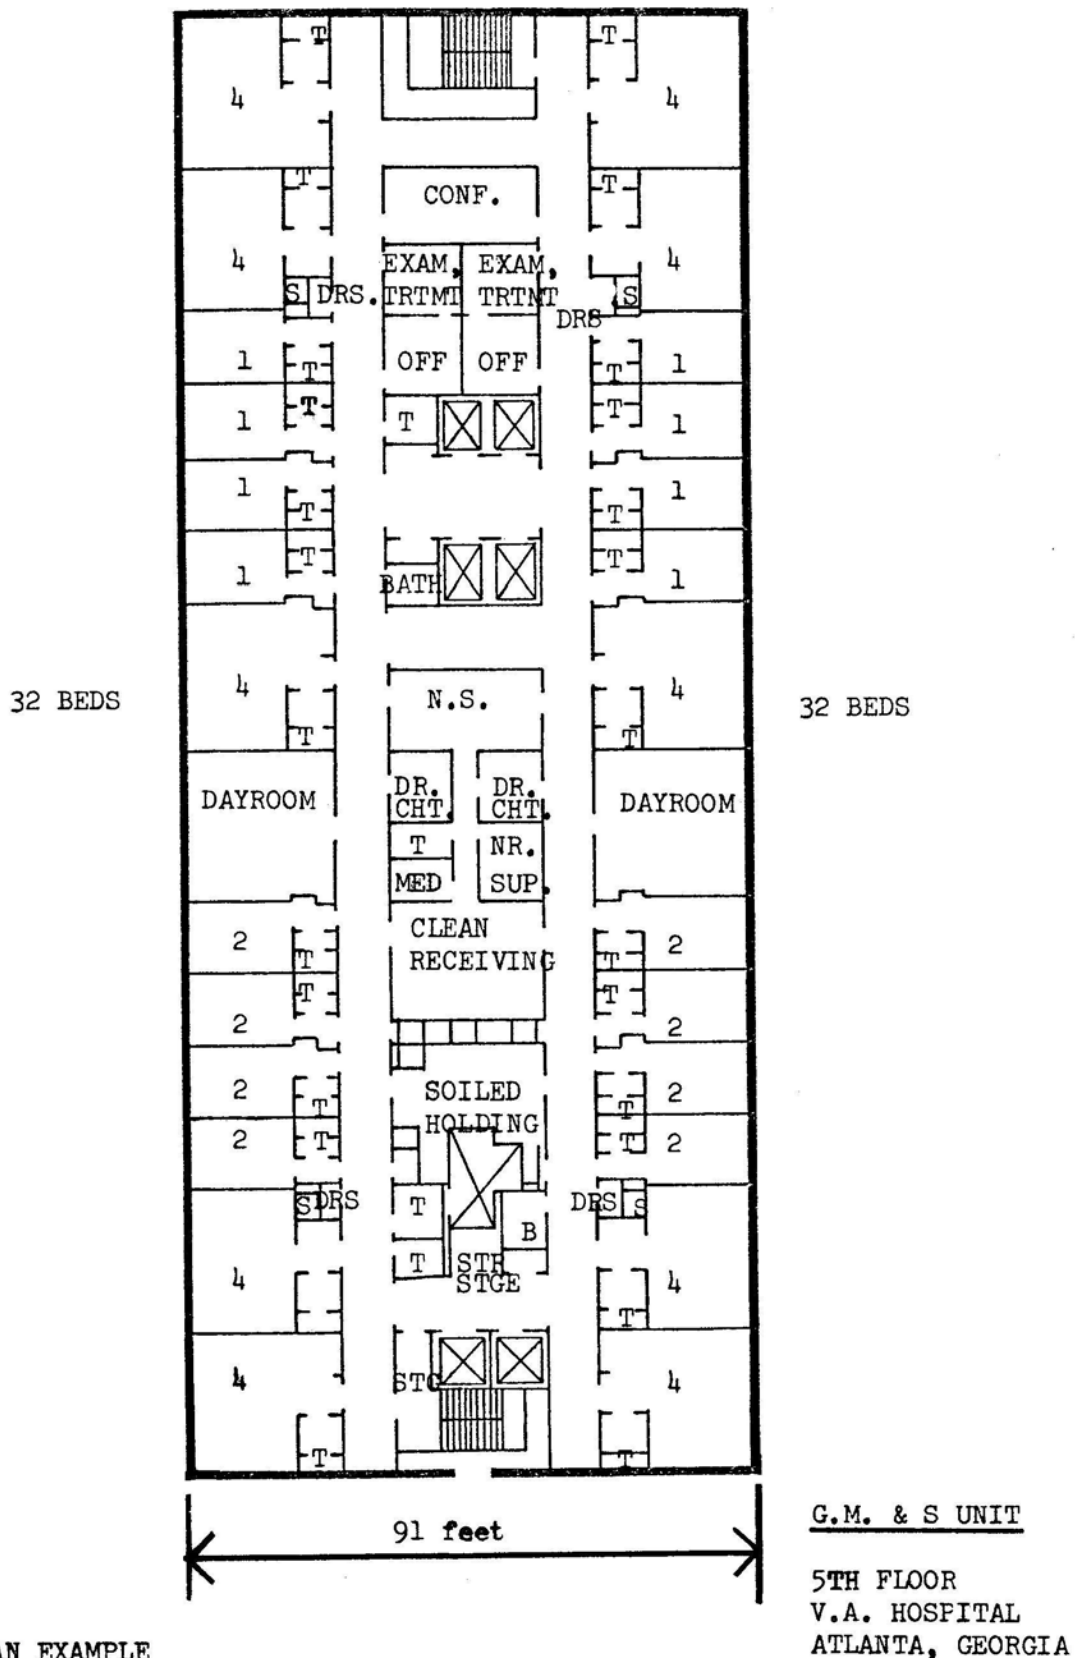 T T
4 4
T CONF. T
4 EXAM, EXAM, 4
S DRS. TRTMT TRTMT S
DRS
1 T OFF OFF T 1
1 T T T 1
1 T T 1
1 T BATH T 1
32 BEDS 4 N.S. 4 32 BEDS
T T
DAYROOM DR. DR. DAYROOM
CHT. CHT.
T NR.
MED SUP.
2 T CLEAN T 2
RECEIVING
2 T T 2
2 T SOILED T 2
HOLDING
2 T T 2
S DRS T DRS S
B
4 T STR T 4
STGE
4 STG 4
T T
91 feet
G.M. & S UNIT
5TH FLOOR
V.A. HOSPITAL
ATLANTA, GEORGIA
AN EXAMPLE